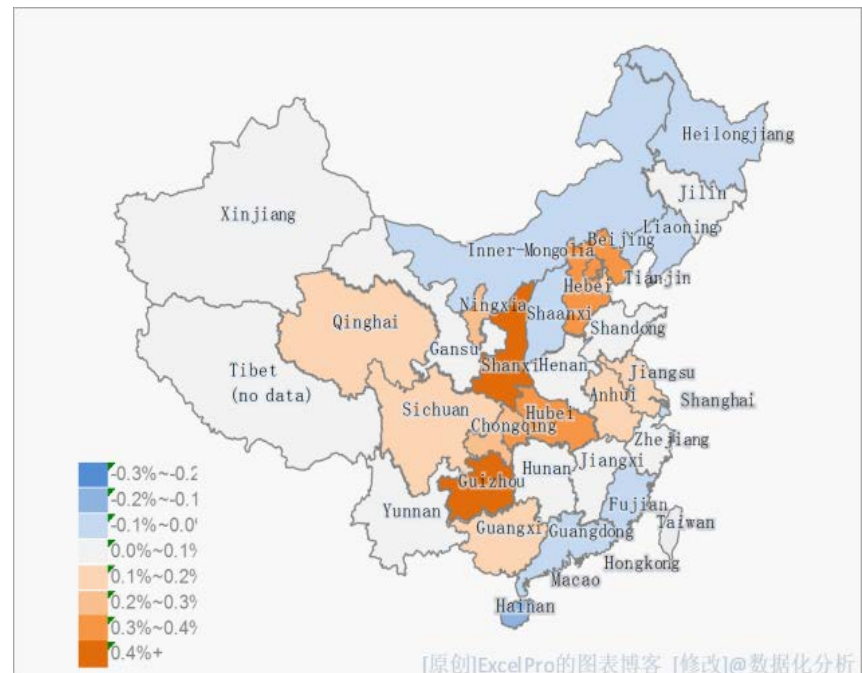 Heilongjiang
Jilin
Xinjiang
Liaoning
Inner-Mongolia
Beijing
Tianjin
Hebei
Ningxia
Shaanxi
Qinghai
Shandong
Gansu
Shanxi
Henan
Tibet
(no data)
Jiangsu
Anhui
Shanghai
Sichuan
Hubei
Chongqing
Zhejiang
Hunan
Jiangxi
Guizhou
Yunnan
Fujian
Taiwan
Guangxi
Guangdong
Hongkong
Macao
Hainan
-0.3%~-0.2
-0.2%~-0.1
-0.1%~0.0%
0.0%~0.1%
0.1%~0.2%
0.2%~0.3%
0.3%~0.4%
0.4%+
[原创]ExcelPro的图表博客 [修改]@数据化分析